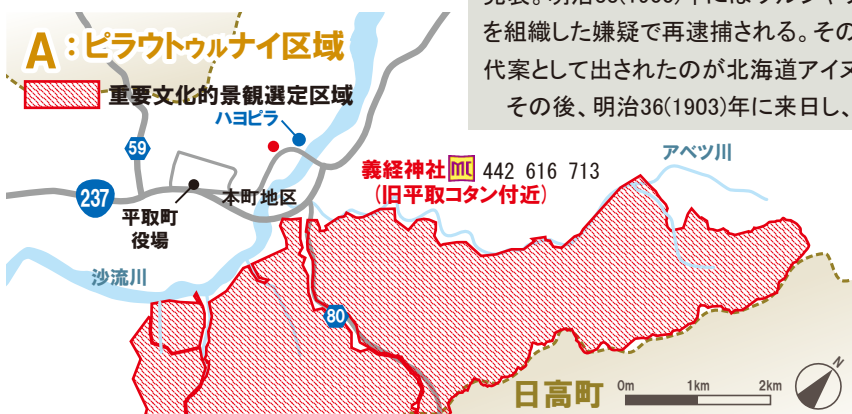 を組織した嫌疑で再逮捕される。その
代案として出されたのが北海道アイヌ
その後、明治36(1903)年に来日し、
A：ピラウトゥルナイ区域
重要文化的景観選定区域
ハヨピラ
59
237
平取町
役場
本町地区
義経神社 MC 442 616 713
(旧平取コタン付近)
アベツ川
沙流川
80
日高町
0m 1km 2km
N